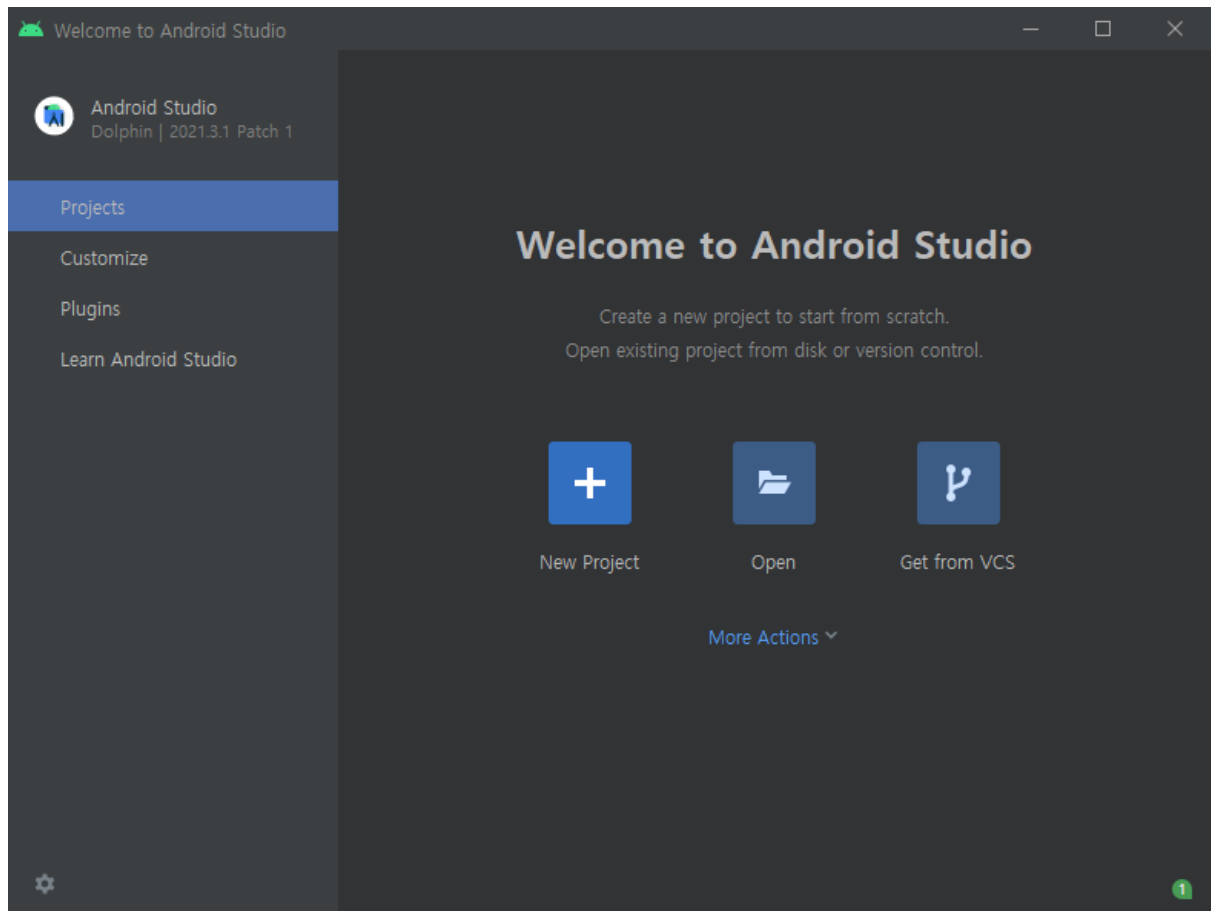 Welcome to Android Studio
Android Studio
Dolphin | 2021.3.1 Patch 1
Projects
Customize
Plugins
Learn Android Studio
Welcome to Android Studio
Create a new project to start from scratch.
Open existing project from disk or version control.
New Project
Open
Get from VCS
More Actions
1